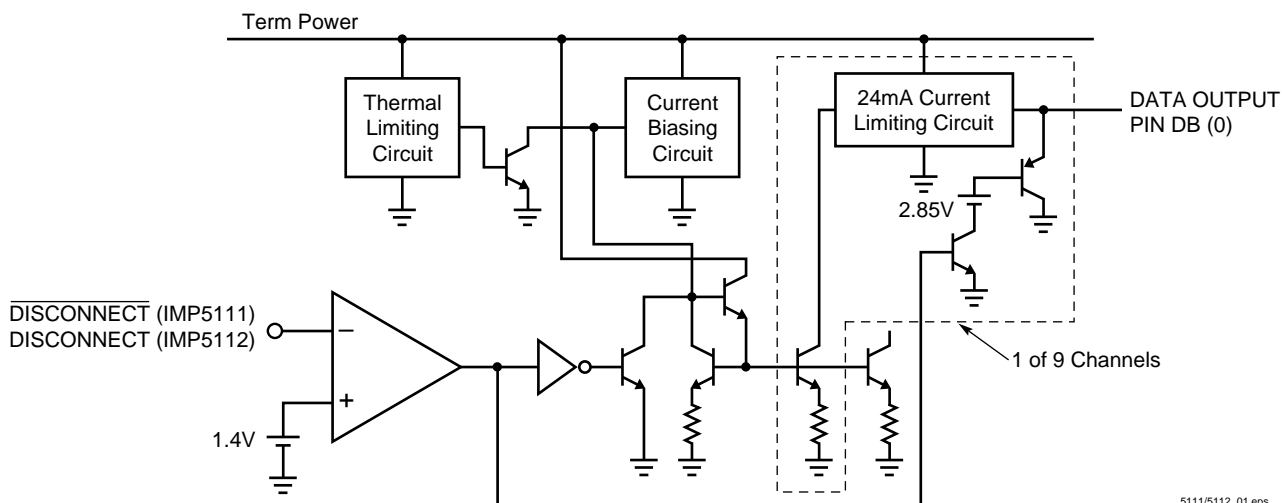 Term Power
Thermal
Limiting
Circuit
Current
Biasing
Circuit
24mA Current
Limiting Circuit
DATA OUTPUT
PIN DB (0)
2.85V
DISCONNECT (IMP5111)
DISCONNECT (IMP5112)
−
+
1.4V
1 of 9 Channels
5111/5112_01.eps